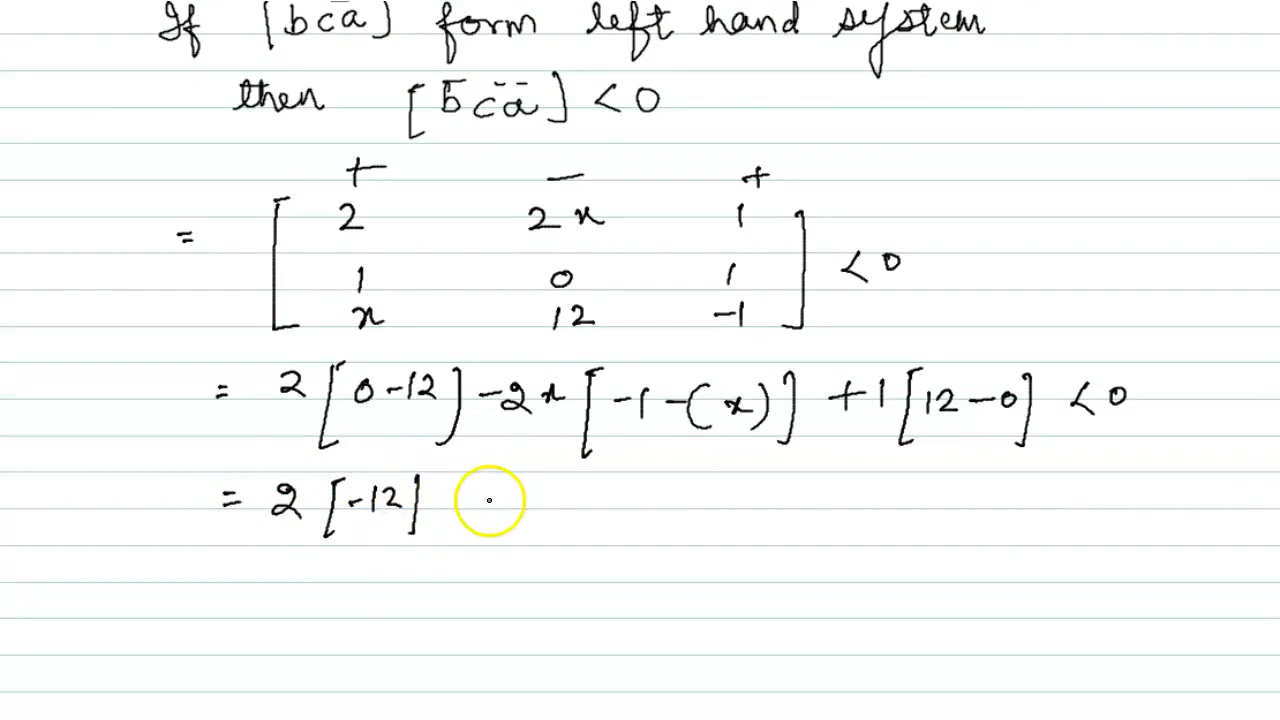 If [b c̄ ā] form left hand system
then [b̄ c̄ ā] < 0
+ − +
= [ 2 2x 1
1 0 1 ] < 0
x 12 -1
= 2 [0-12] -2x [-1-(x)] +1 [12-0] < 0
= 2 [-12]